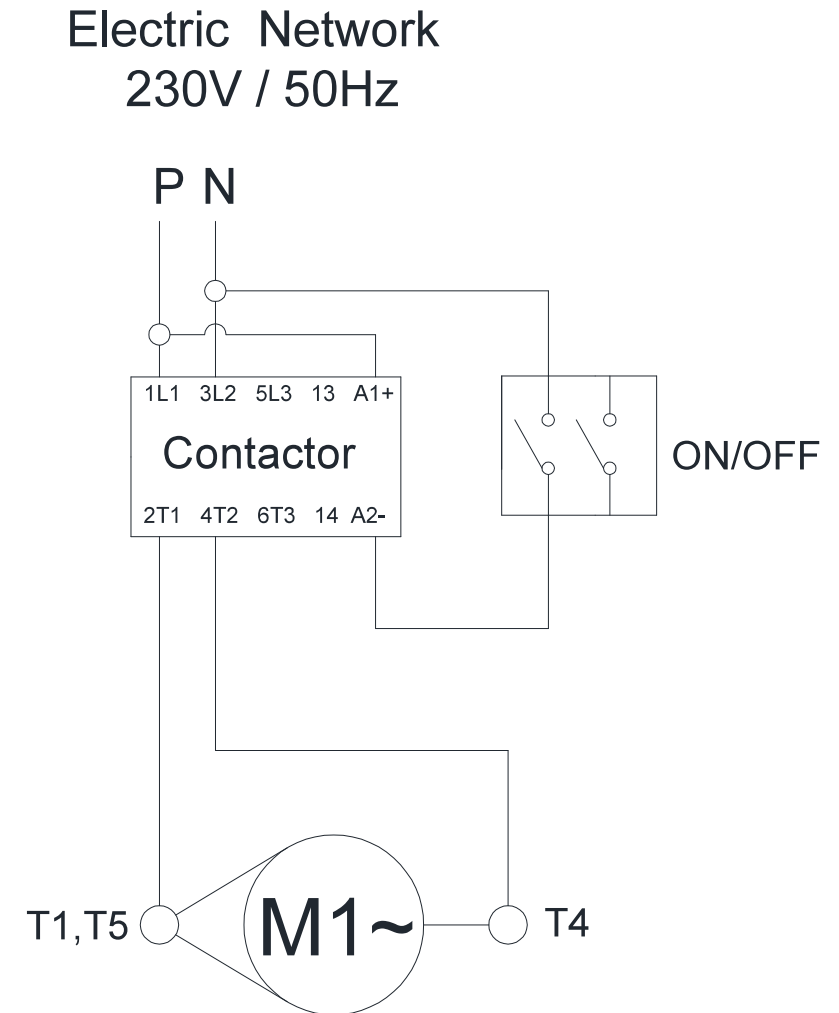 Electric Network
230V / 50Hz
P N
1L1 3L2 5L3 13 A1+
Contactor
2T1 4T2 6T3 14 A2-
ON/OFF
T1,T5
M1~
T4